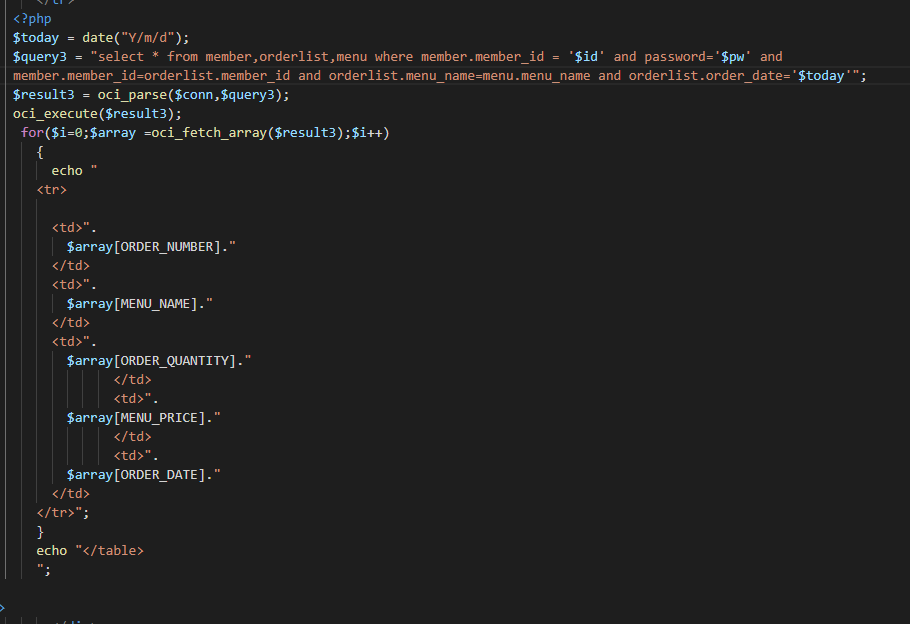 </tr>
<?php
$today = date("Y/m/d");
$query3 = "select * from member,orderlist,menu where member.member_id = '$id' and password='$pw' and
member.member_id=orderlist.member_id and orderlist.menu_name=menu.menu_name and orderlist.order_date='$today'";
$result3 = oci_parse($conn,$query3);
oci_execute($result3);
for($i=0;$array =oci_fetch_array($result3);$i++)
{
echo "
<tr>
<td>".
$array[ORDER_NUMBER]."
</td>
<td>".
$array[MENU_NAME]."
</td>
<td>".
$array[ORDER_QUANTITY]."
</td>
<td>".
$array[MENU_PRICE]."
</td>
<td>".
$array[ORDER_DATE]."
</td>
</tr>";
}
echo "</table>
";
>